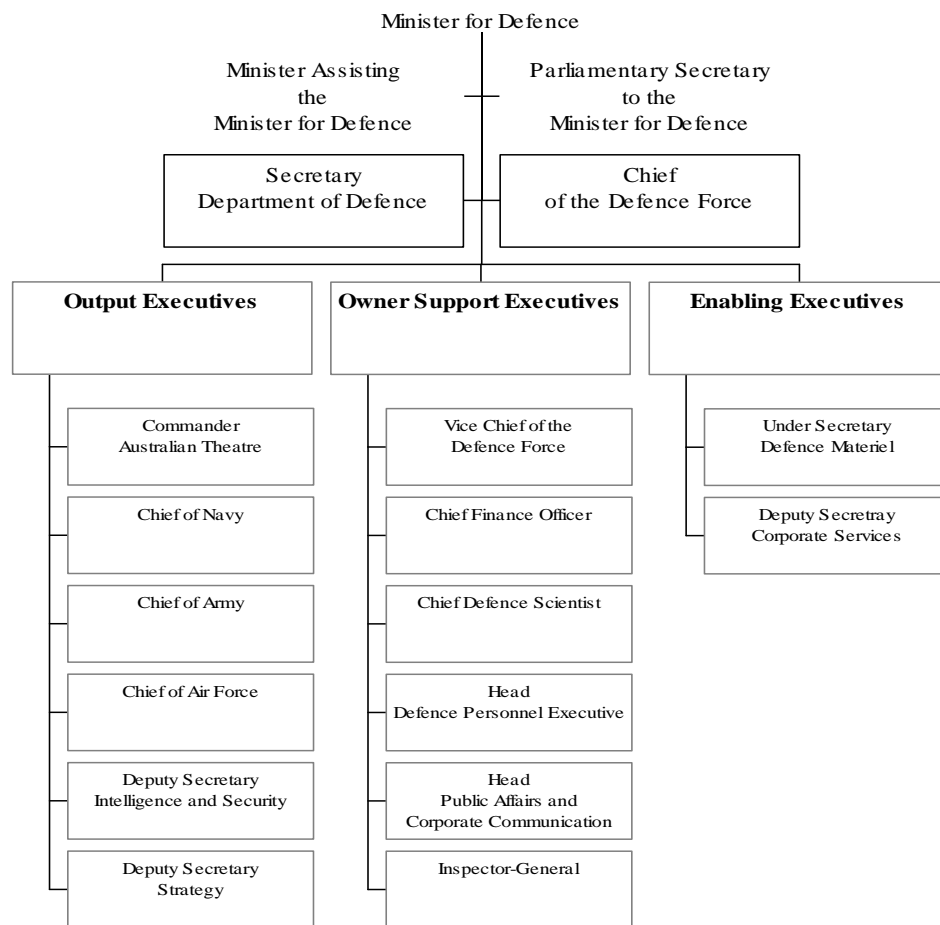 Minister for Defence
Minister Assisting
the
Minister for Defence
Parliamentary Secretary
to the
Minister for Defence
Secretary
Department of Defence
Chief
of the Defence Force
Output Executives
Commander
Australian Theatre
Chief of Navy
Chief of Army
Chief of Air Force
Deputy Secretary
Intelligence and Security
Deputy Secretary
Strategy
Owner Support Executives
Vice Chief of the
Defence Force
Chief Finance Officer
Chief Defence Scientist
Head
Defence Personnel Executive
Head
Public Affairs and
Corporate Communication
Inspector-General
Enabling Executives
Under Secretary
Defence Materiel
Deputy Secretray
Corporate Services